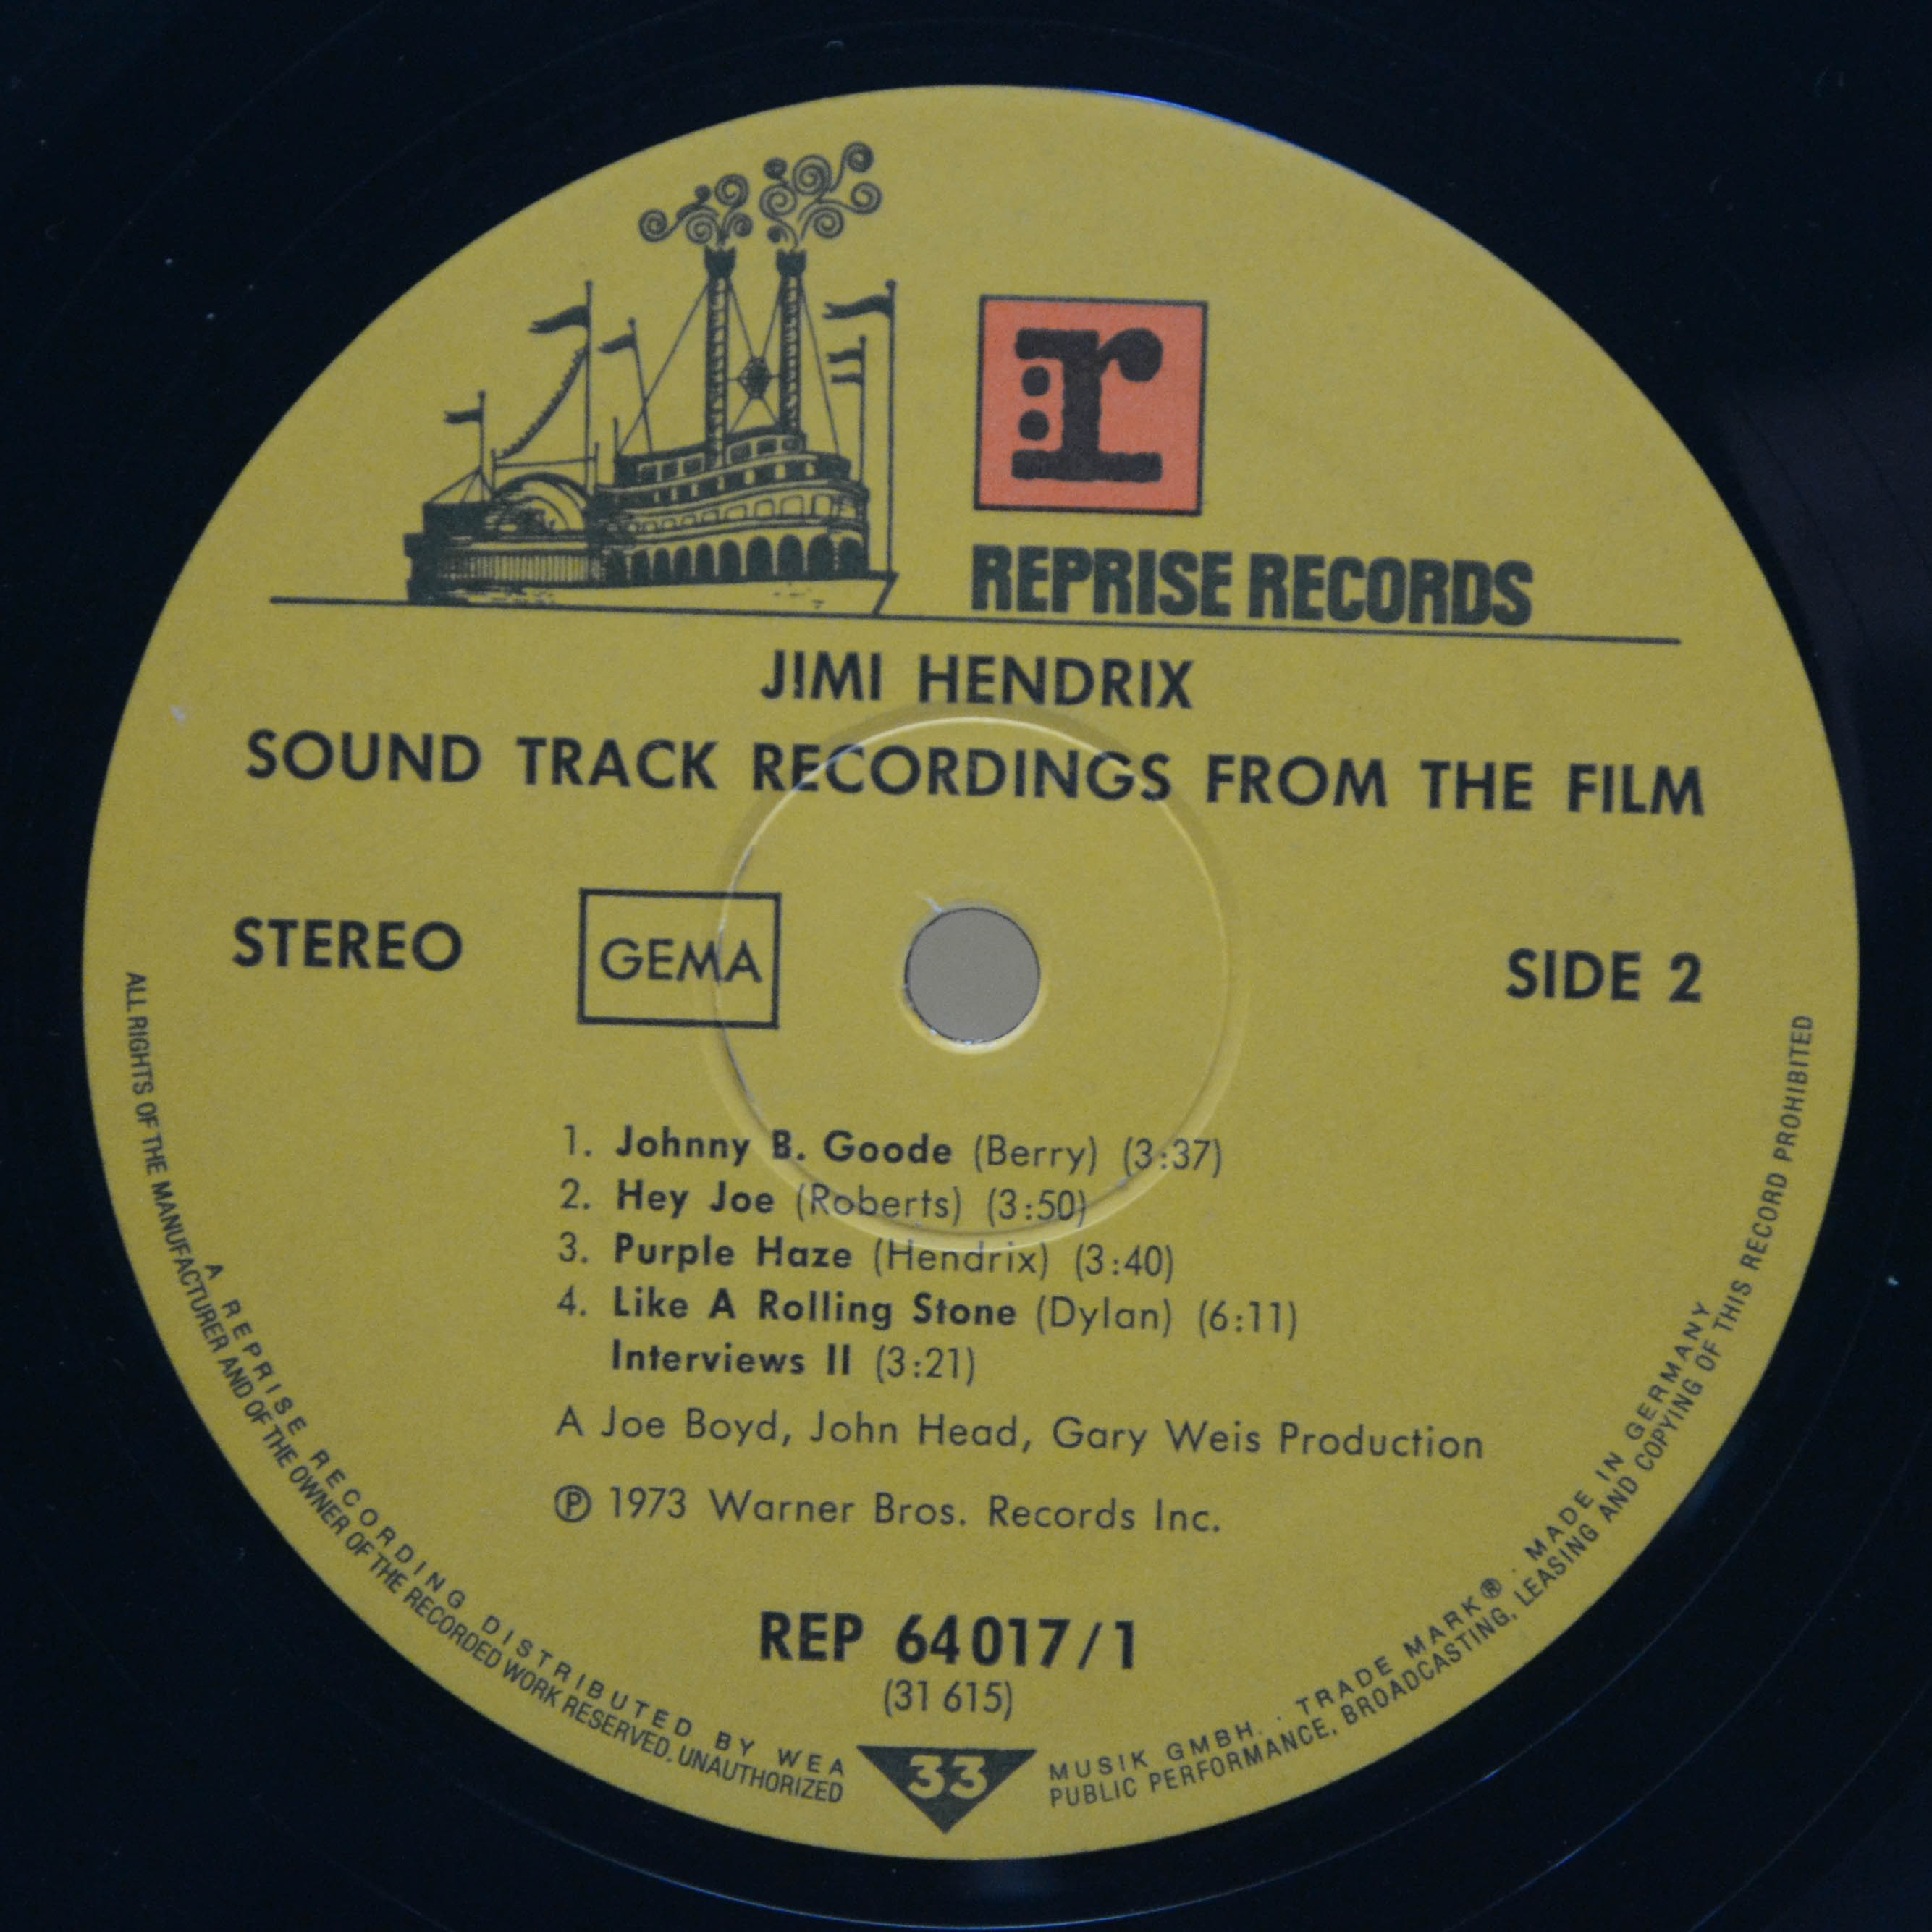 r:
REPRISE RECORDS
JIMI HENDRIX
SOUND TRACK RECORDINGS FROM THE FILM
STEREO
GEMA
SIDE 2
1. Johnny B. Goode (Berry) (3:37)
2. Hey Joe (Roberts) (3:50)
3. Purple Haze (Hendrix) (3:40)
4. Like A Rolling Stone (Dylan) (6:11)
Interviews II (3:21)
A Joe Boyd, John Head, Gary Weis Production
℗ 1973 Warner Bros. Records Inc.
REP 64 017/1
(31 615)
33
A REPRISE RECORDING DISTRIBUTED BY WEA MUSIK GMBH. . TRADE MARK® . MADE IN GERMANY
ALL RIGHTS OF THE MANUFACTURER AND OF THE OWNER OF THE RECORDED WORK RESERVED. UNAUTHORIZED PUBLIC PERFORMANCE, BROADCASTING, LEASING AND COPYING OF THIS RECORD PROHIBITED